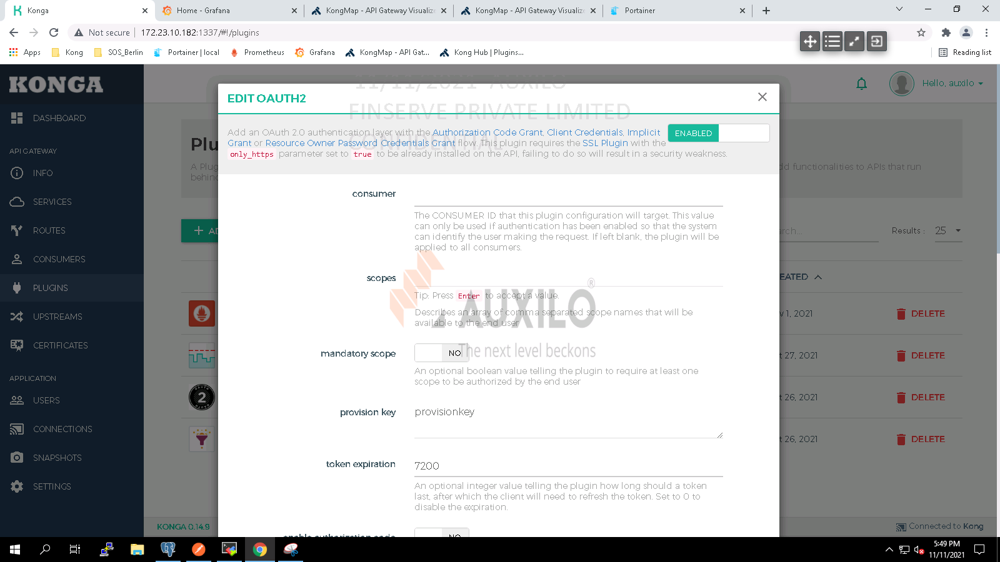 Konga
Home - Grafana
KongMap - API Gateway Visualize
KongMap - API Gateway Visualize
Portainer
Not secure
172.23.10.182:1337/#!/plugins
Apps
Kong
SOS_Berlin
Portainer | local
Prometheus
Grafana
KongMap - API Gat...
Kong Hub | Plugins...
Reading list
KONGA
Hello, auxilo
11/11/2021 AUXILO
FINSERVE PRIVATE LIMITED
CONFIDENTIAL
DASHBOARD
API GATEWAY
INFO
SERVICES
ROUTES
CONSUMERS
PLUGINS
UPSTREAMS
CERTIFICATES
APPLICATION
USERS
CONNECTIONS
SNAPSHOTS
SETTINGS
EDIT OAUTH2
Add an OAuth 2.0 authentication layer with the Authorization Code Grant, Client Credentials, Implicit
Grant or Resource Owner Password Credentials Grant flow. This plugin requires the SSL Plugin with the
only_https parameter set to true to be already installed on the API, failing to do so will result in a security weakness.
ENABLED
Plu
A Plug
behin
dd functionalities to APIs that run
+ AD
arch...
Results :
25
EATED
v 1, 2021
DELETE
t 27, 2021
DELETE
t 26, 2021
DELETE
t 26, 2021
DELETE
OAUTH
2
consumer
The CONSUMER ID that this plugin configuration will target. This value
can only be used if authentication has been enabled so that the system
can identify the user making the request. If left blank, the plugin will be
applied to all consumers.
scopes
Tip: Press Enter to accept a value.
Describes an array of comma separated scope names that will be
available to the end user
AUXILO®
The next level beckons
mandatory scope
NO
An optional boolean value telling the plugin to require at least one
scope to be authorized by the end user
provision key
provisionkey
token expiration
7200
An optional integer value telling the plugin how long should a token
last, after which the client will need to refresh the token. Set to 0 to
disable the expiration.
enable authorization code
NO
KONGA 0.14.9
Connected to Kong
5:49 PM
11/11/2021